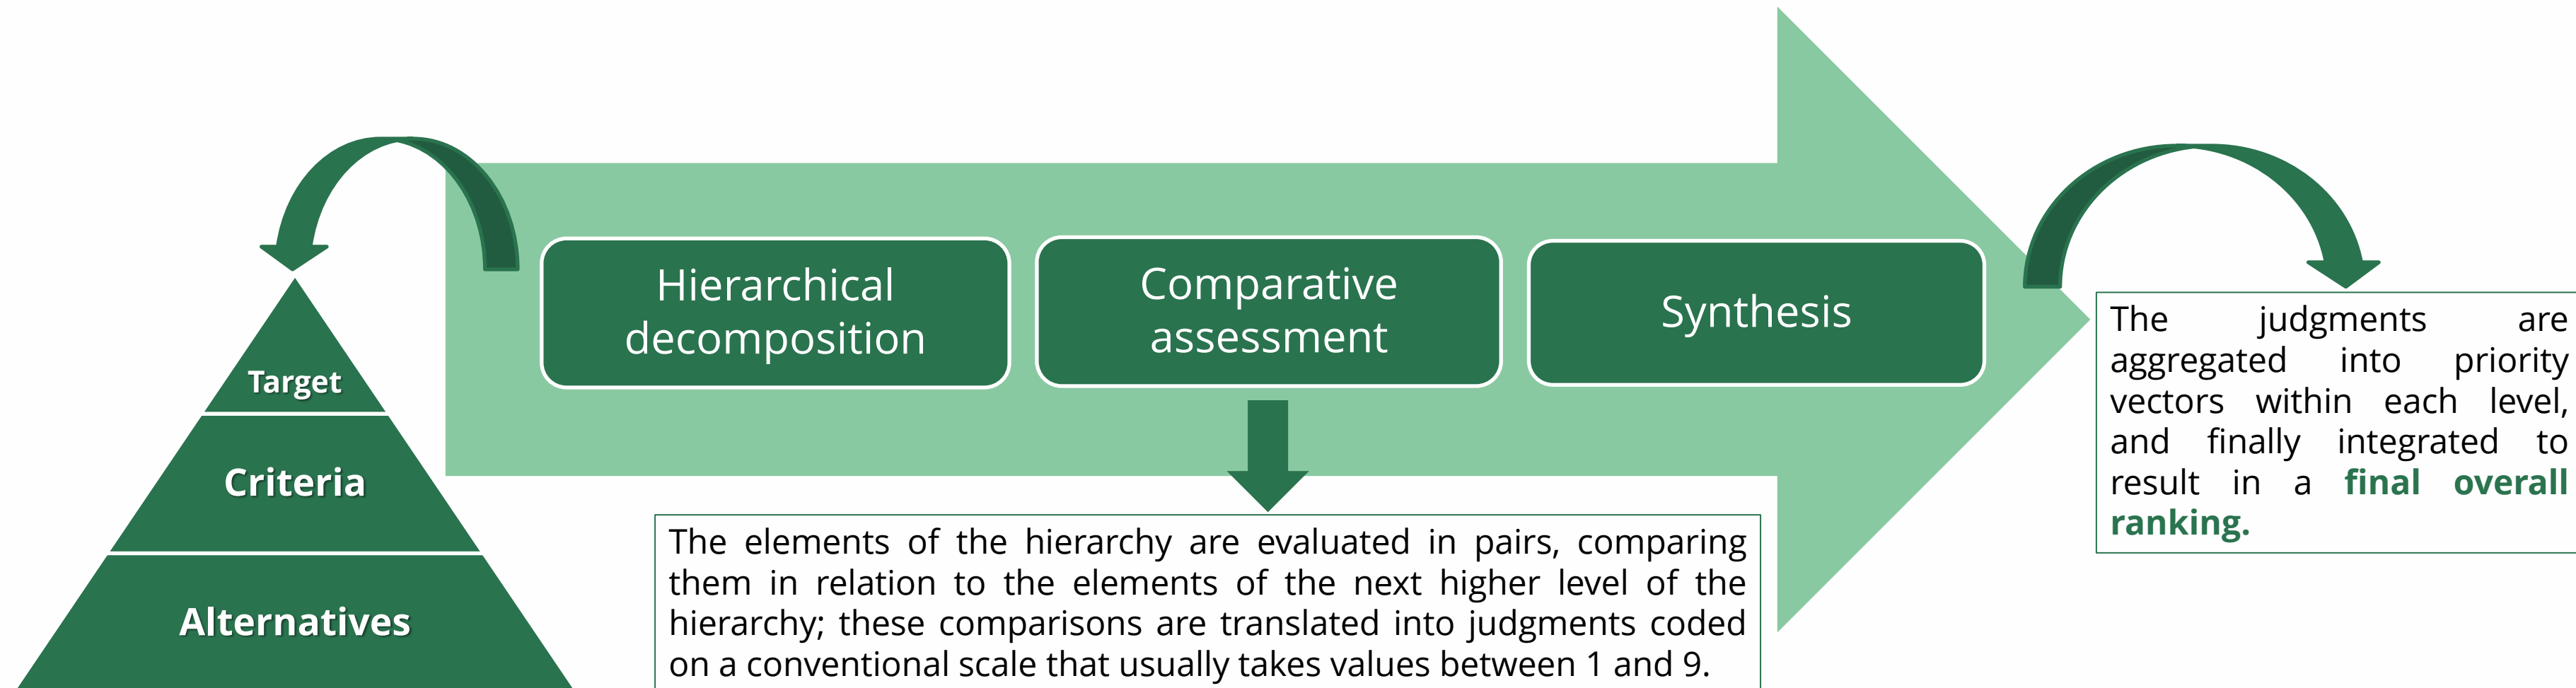 Hierarchical
decomposition
Comparative
assessment
Synthesis
Target
Criteria
Alternatives
The elements of the hierarchy are evaluated in pairs, comparing
them in relation to the elements of the next higher level of the
hierarchy; these comparisons are translated into judgments coded
on a conventional scale that usually takes values between 1 and 9.
The judgments are
aggregated into priority
vectors within each level,
and finally integrated to
result in a final overall
ranking.